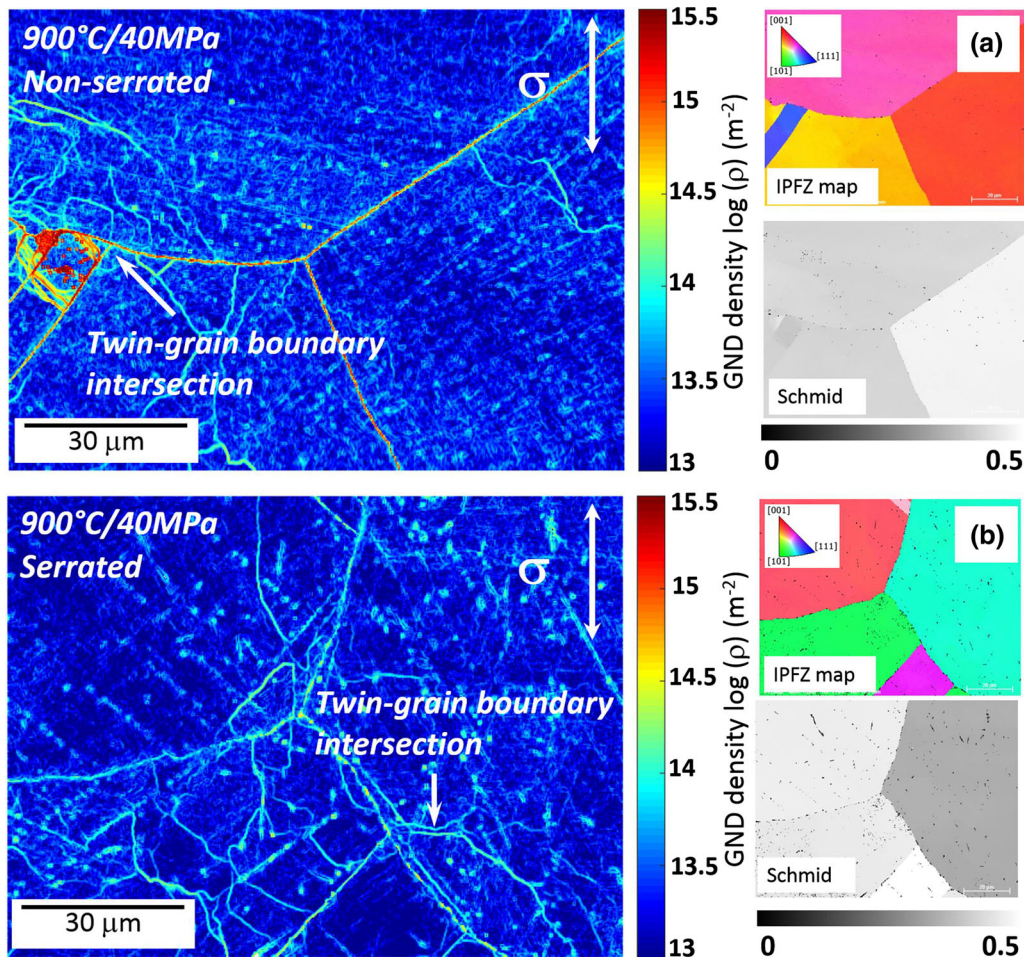 900°C/40MPa
Non-serrated
σ
Twin-grain boundary
intersection
30 μm
15.5
15
14.5
14
13.5
13
GND density log (ρ) (m⁻²)
[001]
[111]
[101]
(a)
IPFZ map
Schmid
0 0.5
900°C/40MPa
Serrated
σ
Twin-grain boundary
intersection
30 μm
15.5
15
14.5
14
13.5
13
GND density log (ρ) (m⁻²)
[001]
[111]
[101]
(b)
IPFZ map
Schmid
0 0.5